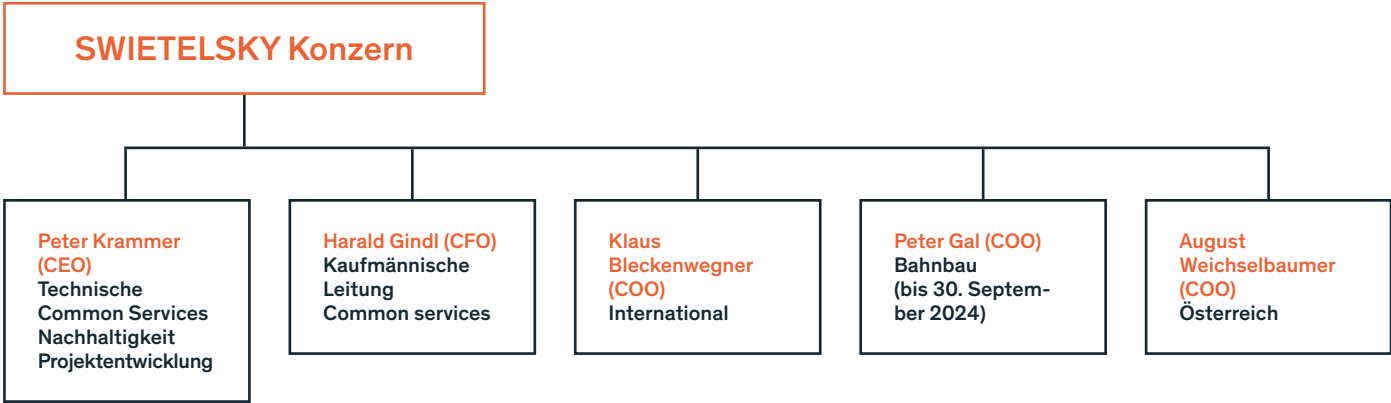 SWIETELSKY Konzern
Peter Krammer
(CEO)
Technische
Common Services
Nachhaltigkeit
Projektentwicklung
Harald Gindl (CFO)
Kaufmännische
Leitung
Common services
Klaus
Bleckenwegner
(COO)
International
Peter Gal (COO)
Bahnbau
(bis 30. Septem-
ber 2024)
August
Weichselbaumer
(COO)
Österreich